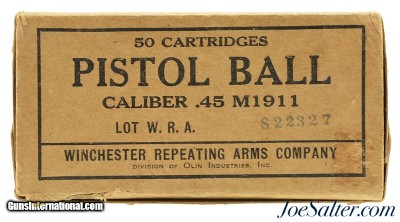 50 CARTRIDGES
PISTOL BALL
CALIBER .45 M1911
LOT W. R. A. S22327
WINCHESTER REPEATING ARMS COMPANY
DIVISION OF OLIN INDUSTRIES, INC.
GunsInternational.com
JoeSalter.com